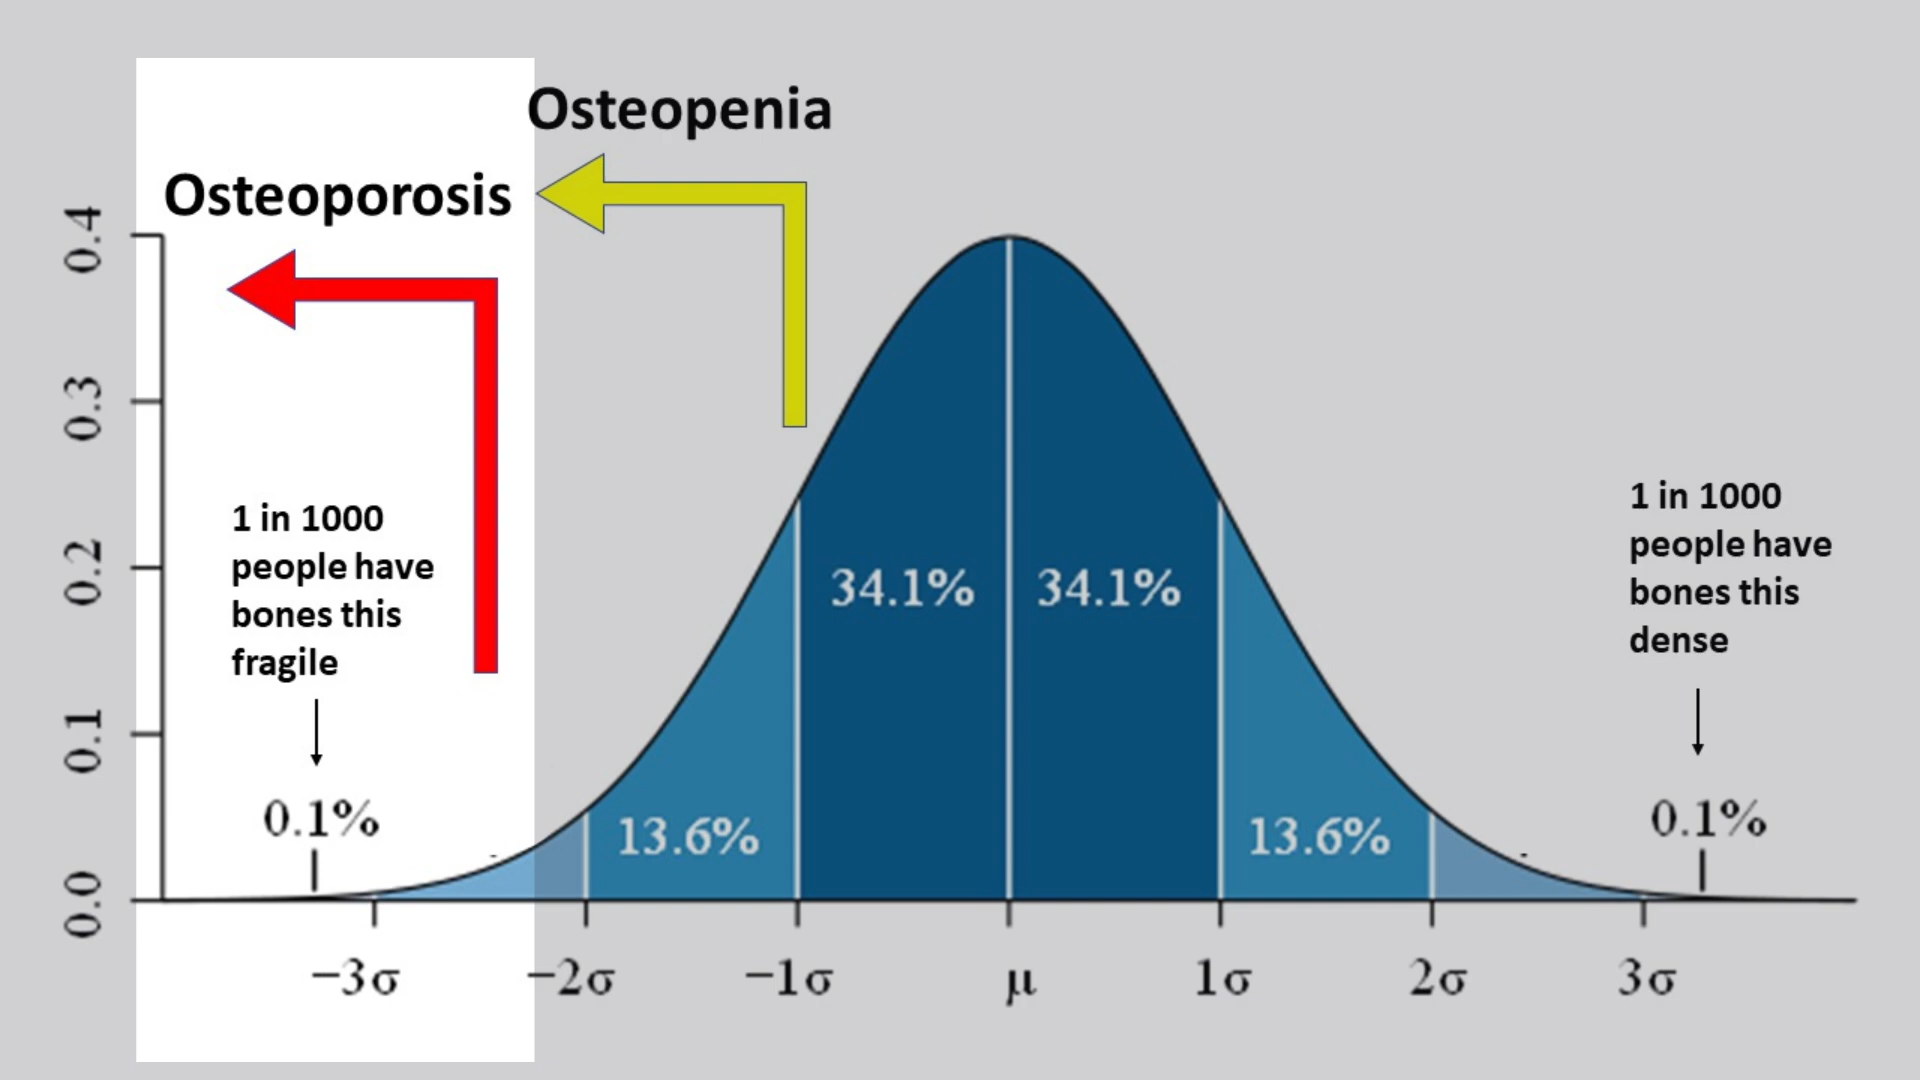 Osteopenia
Osteoporosis
0.4
0.3
0.2
0.1
0.0
1 in 1000
people have
bones this
fragile
0.1%
34.1%
34.1%
13.6%
13.6%
1 in 1000
people have
bones this
dense
0.1%
−3σ
−2σ
−1σ
μ
1σ
2σ
3σ